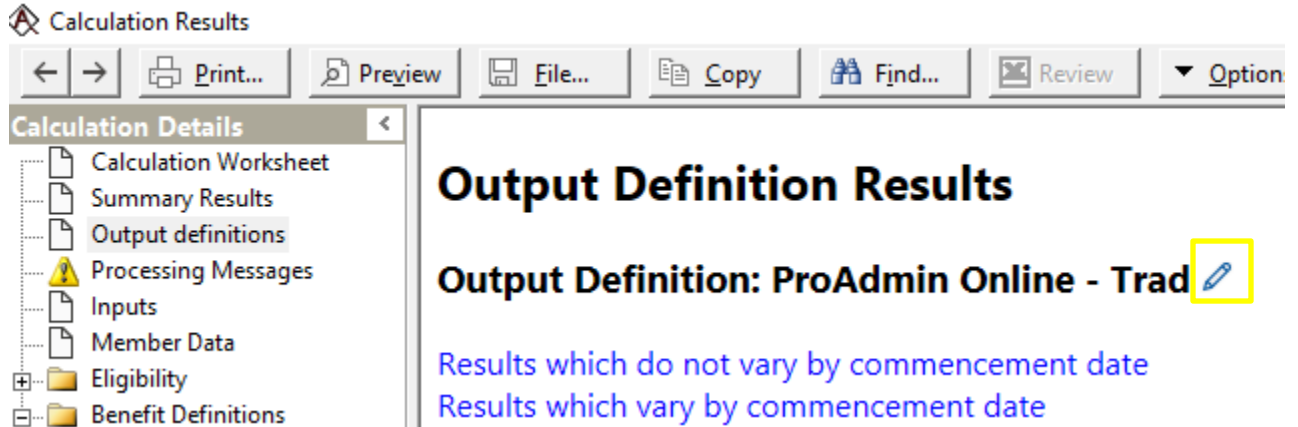 Calculation Results
Print... Preview File... Copy Find... Review Option
Calculation Details
Calculation Worksheet
Summary Results
Output definitions
Processing Messages
Inputs
Member Data
Eligibility
Benefit Definitions
Output Definition Results
Output Definition: ProAdmin Online - Trad
Results which do not vary by commencement date
Results which vary by commencement date